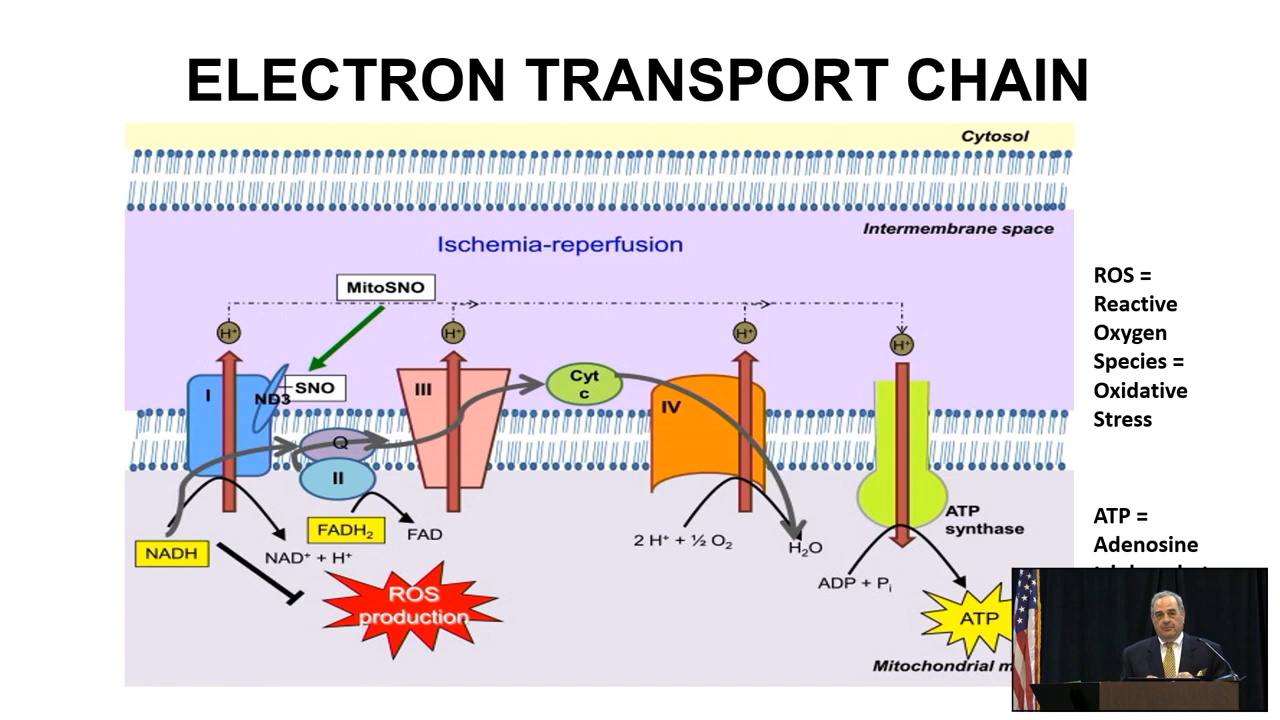 ELECTRON TRANSPORT CHAIN
Cytosol
Intermembrane space
Ischemia-reperfusion
MitoSNO
H⁺
H⁺
H⁺
H⁺
I
ND3
SNO
III
Cyt
c
IV
Q
II
NADH
NAD⁺ + H⁺
FADH₂
FAD
2 H⁺ + ½ O₂
H₂O
ATP
synthase
ADP + Pᵢ
ROS
production
ATP
Mitochondrial m
ROS =
Reactive
Oxygen
Species =
Oxidative
Stress
ATP =
Adenosine